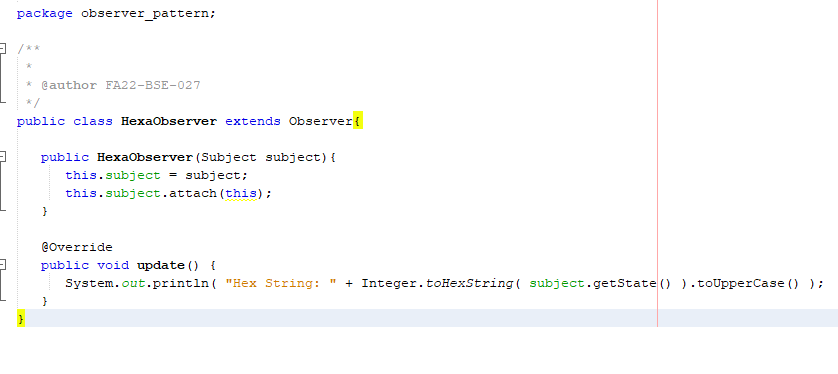 package observer_pattern;
/**
*
* @author FA22-BSE-027
*/
public class HexaObserver extends Observer{
public HexaObserver(Subject subject){
this.subject = subject;
this.subject.attach(this);
}
@Override
public void update() {
System.out.println( "Hex String: " + Integer.toHexString( subject.getState() ).toUpperCase() );
}
}